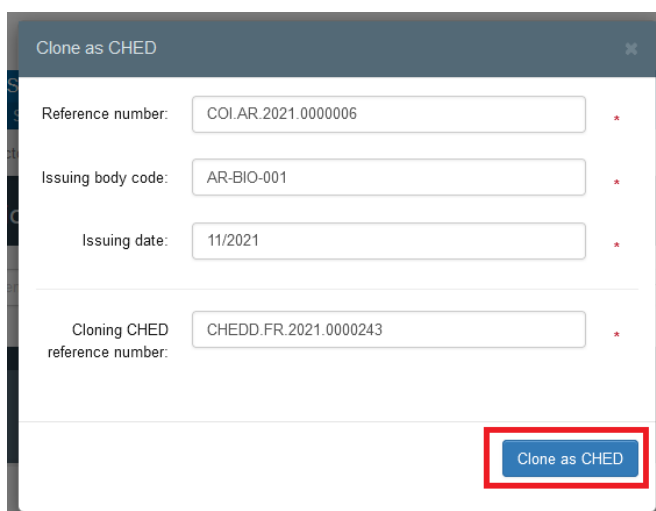 Clone as CHED
Reference number: COI.AR.2021.0000006 *
Issuing body code: AR-BIO-001 *
Issuing date: 11/2021 *
Cloning CHED
reference number: CHEDD.FR.2021.0000243 *
Clone as CHED